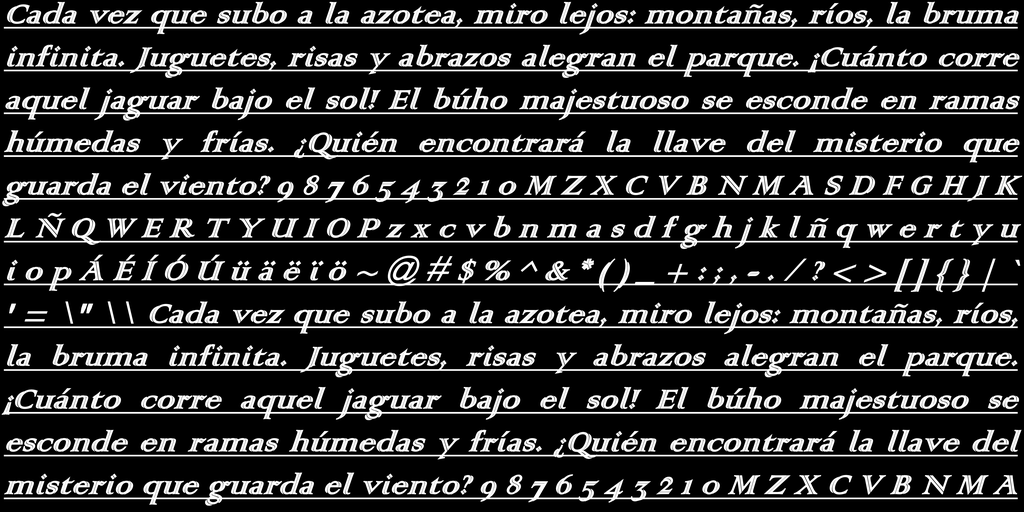 Cada vez que subo a la azotea, miro lejos: montañas, ríos, la bruma
infinita. Juguetes, risas y abrazos alegran el parque. ¡Cuánto corre
aquel jaguar bajo el sol! El búho majestuoso se esconde en ramas
húmedas y frías. ¿Quién encontrará la llave del misterio que
guarda el viento? 9 8 7 6 5 4 3 2 1 0 M Z X C V B N M A S D F G H J K
L Ñ Q W E R T Y U I O P z x c v b n m a s d f g h j k l ñ q w e r t y u
i o p Á É Í Ó Ú ü ä ë ï ö ~ @ # $ % ^ & * ( ) _ + : ; , - . / ? < > [ ] { } | `
' = \" \\ Cada vez que subo a la azotea, miro lejos: montañas, ríos,
la bruma infinita. Juguetes, risas y abrazos alegran el parque.
¡Cuánto corre aquel jaguar bajo el sol! El búho majestuoso se
esconde en ramas húmedas y frías. ¿Quién encontrará la llave del
misterio que guarda el viento? 9 8 7 6 5 4 3 2 1 0 M Z X C V B N M A